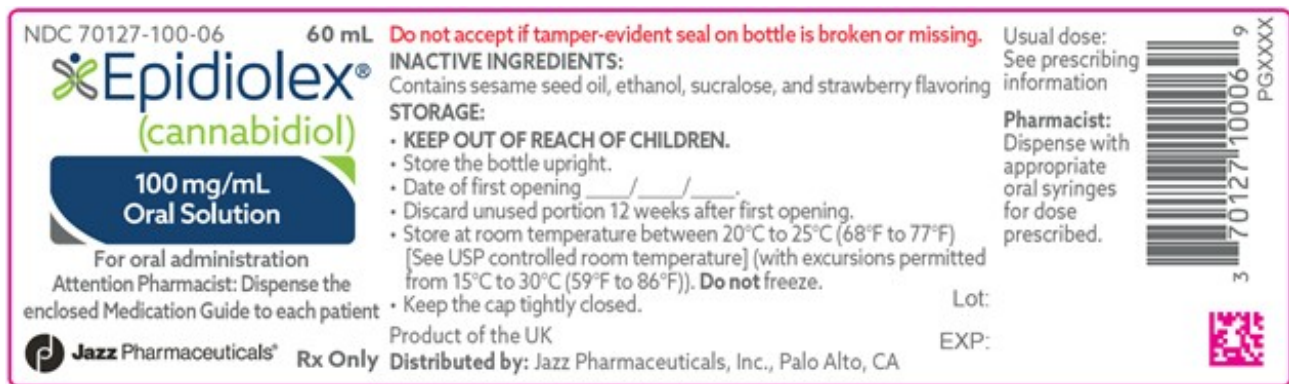 NDC 70127-100-06 60 mL
Epidiolex®
(cannabidiol)
100 mg/mL
Oral Solution
For oral administration
Attention Pharmacist: Dispense the
enclosed Medication Guide to each patient
Jazz Pharmaceuticals® Rx Only
Do not accept if tamper-evident seal on bottle is broken or missing.
INACTIVE INGREDIENTS:
Contains sesame seed oil, ethanol, sucralose, and strawberry flavoring
STORAGE:
• KEEP OUT OF REACH OF CHILDREN.
• Store the bottle upright.
• Date of first opening ____/____/____.
• Discard unused portion 12 weeks after first opening.
• Store at room temperature between 20°C to 25°C (68°F to 77°F)
[See USP controlled room temperature] (with excursions permitted
from 15°C to 30°C (59°F to 86°F)). Do not freeze.
• Keep the cap tightly closed.
Product of the UK
Distributed by: Jazz Pharmaceuticals, Inc., Palo Alto, CA
Usual dose:
See prescribing
information
Pharmacist:
Dispense with
appropriate
oral syringes
for dose
prescribed.
Lot:
EXP:
3 70127 10006 9
PGXXXX